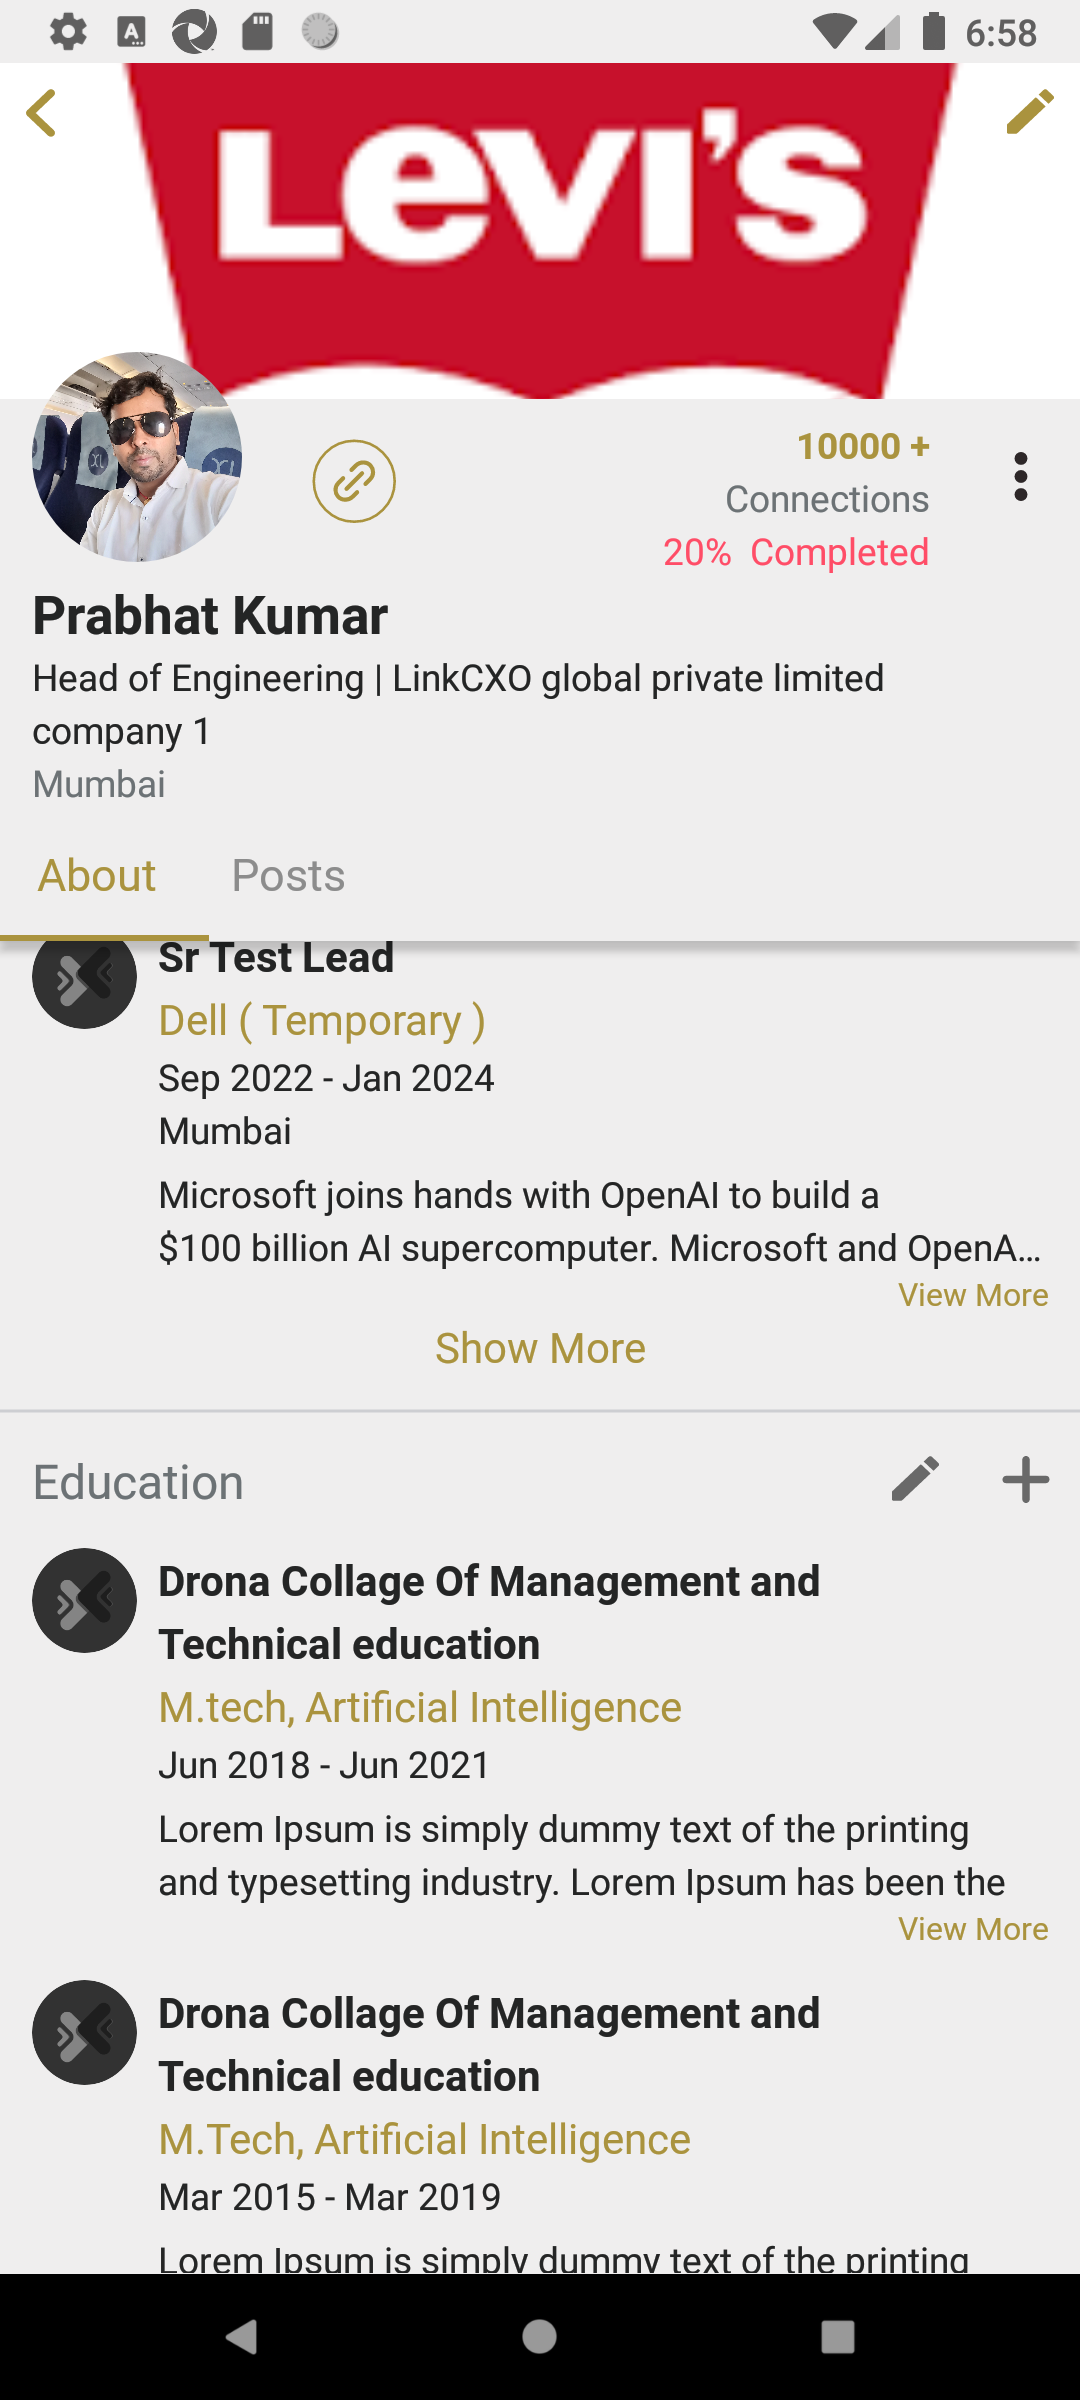 6:58
Levi's
10000 +
Connections
20% Completed
Prabhat Kumar
Head of Engineering | LinkCXO global private limited
company 1
Mumbai
About
Posts
Sr Test Lead
Dell ( Temporary )
Sep 2022 - Jan 2024
Mumbai
Microsoft joins hands with OpenAI to build a
$100 billion AI supercomputer. Microsoft and OpenA...
View More
Show More
Education
Drona Collage Of Management and
Technical education
M.tech, Artificial Intelligence
Jun 2018 - Jun 2021
Lorem Ipsum is simply dummy text of the printing
and typesetting industry. Lorem Ipsum has been the
View More
Drona Collage Of Management and
Technical education
M.Tech, Artificial Intelligence
Mar 2015 - Mar 2019
Lorem Ipsum is simply dummy text of the printing